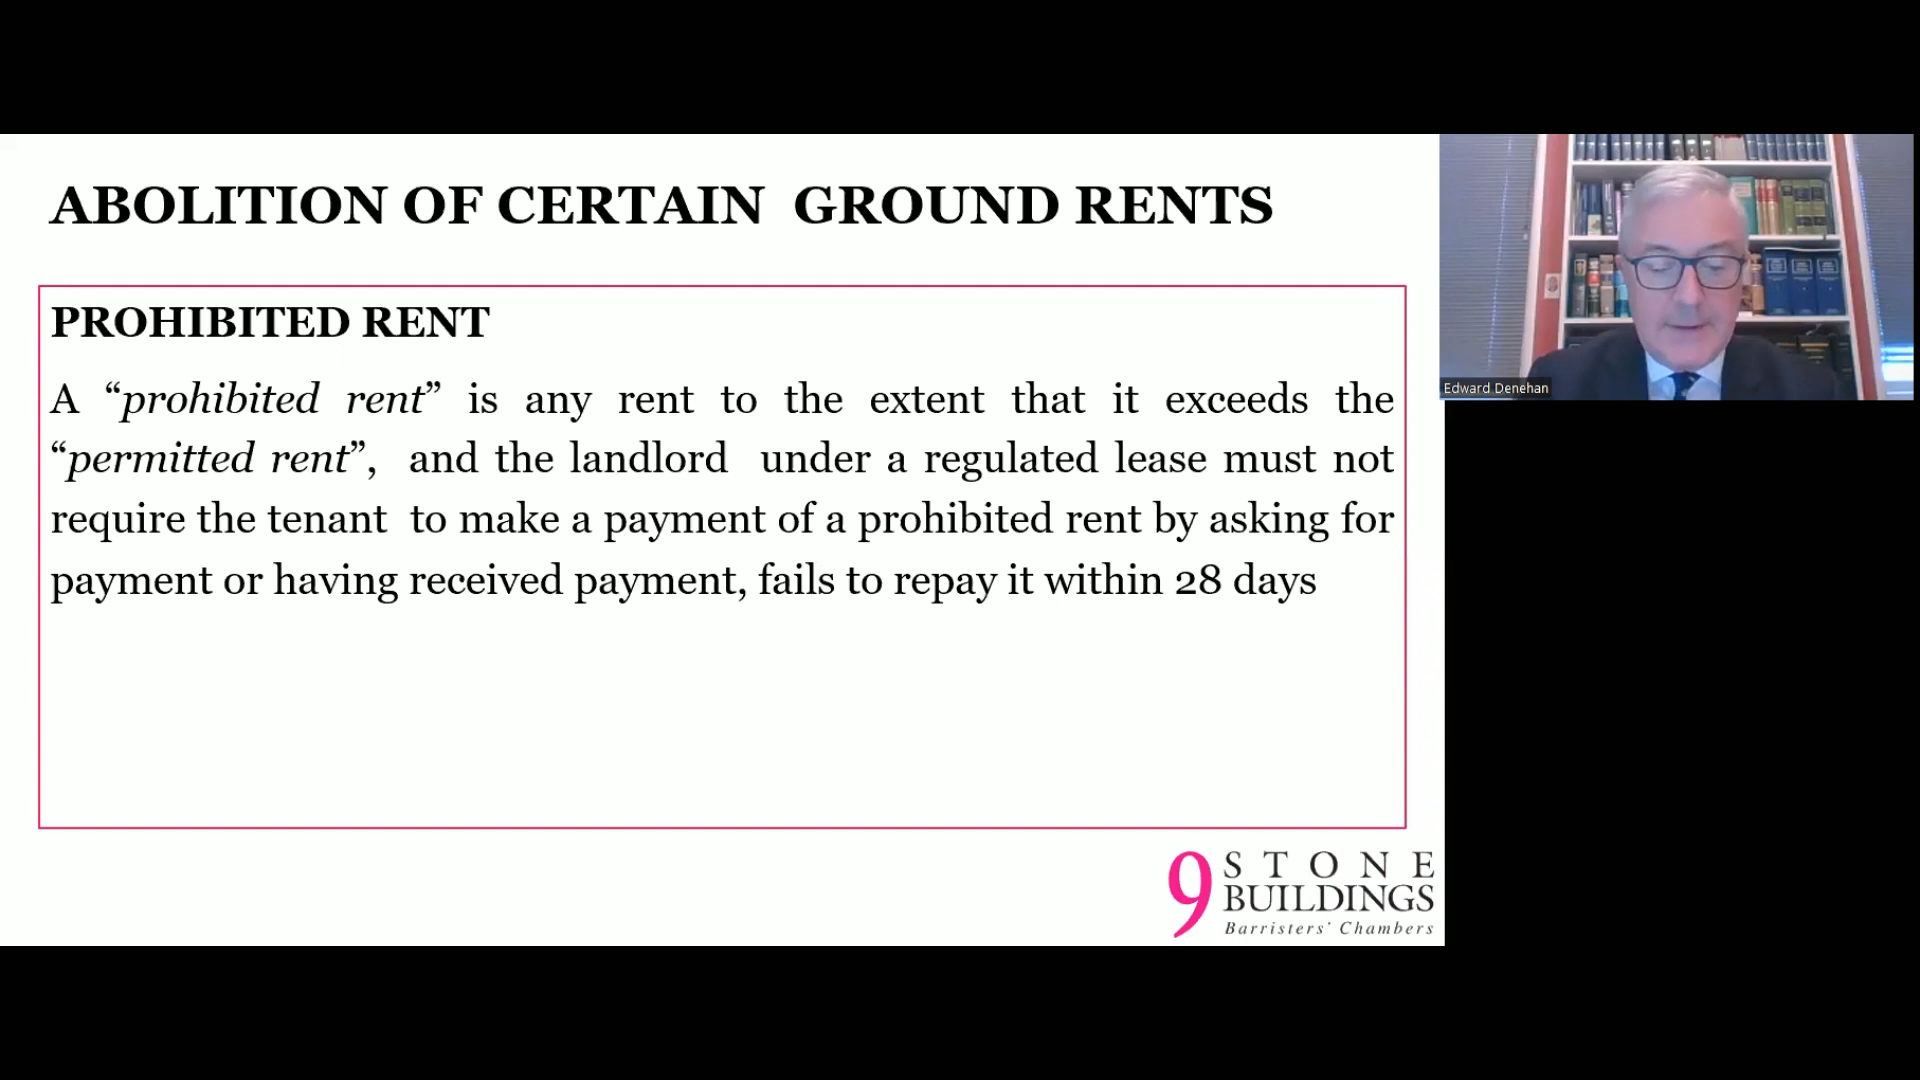 ABOLITION OF CERTAIN GROUND RENTS
PROHIBITED RENT
A “prohibited rent” is any rent to the extent that it exceeds the
“permitted rent”, and the landlord under a regulated lease must not
require the tenant to make a payment of a prohibited rent by asking for
payment or having received payment, fails to repay it within 28 days
Edward Denehan
9 STONE
BUILDINGS
Barristers' Chambers